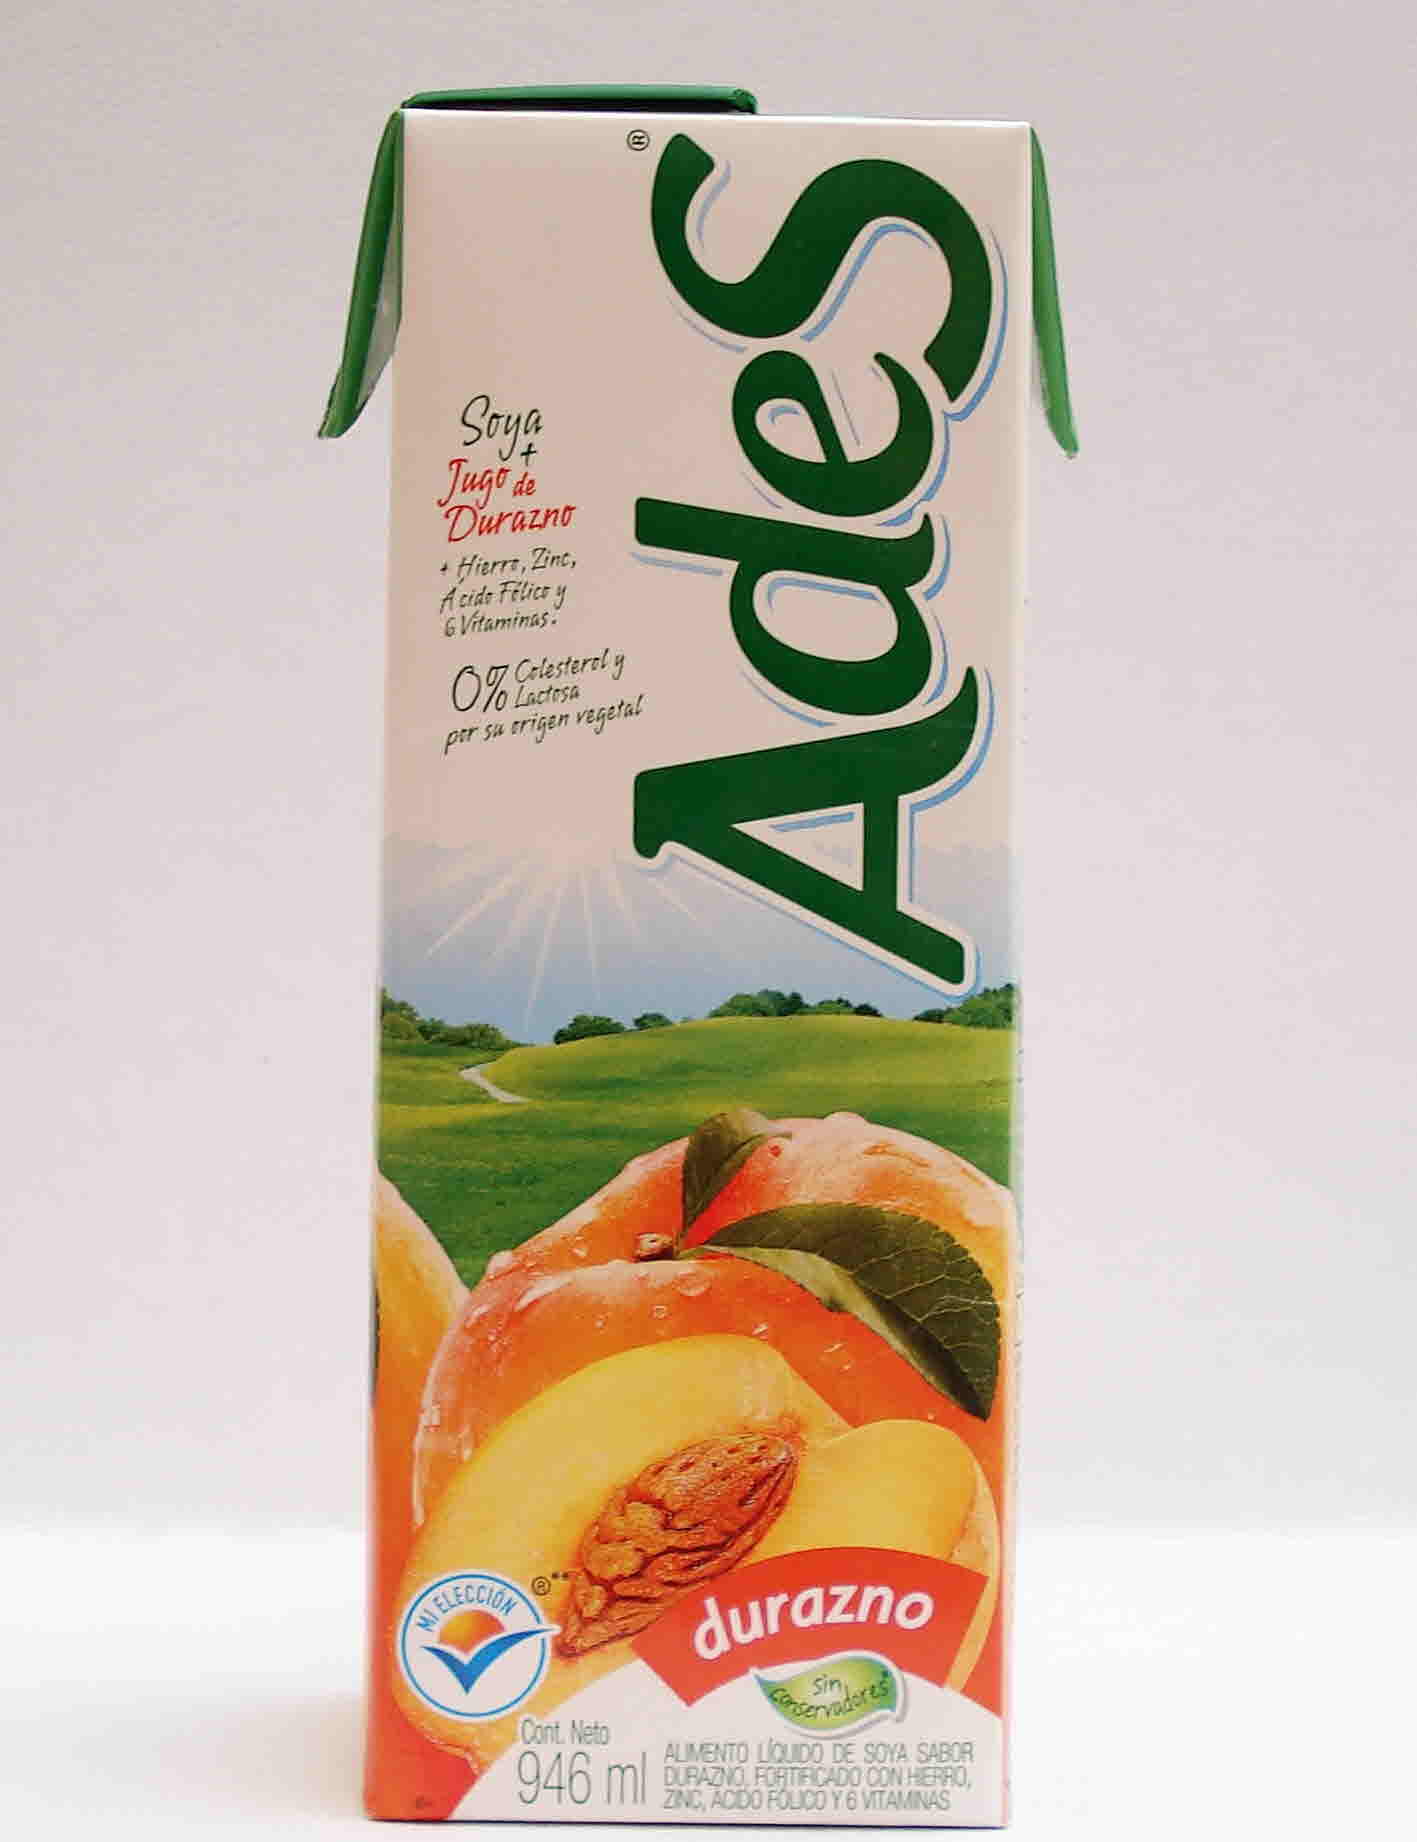 AdeS®
Soya
+
Jugo de
Durazno
+ Hierro, Zinc,
Ácido Fólico y
6 Vitaminas.
0% Colesterol y
Lactosa
por su origen vegetal
MI ELECCIÓN
®**
durazno
sin
conservadores*
Cont. Neto
946 ml
ALIMENTO LÍQUIDO DE SOYA SABOR
DURAZNO, FORTIFICADO CON HIERRO,
ZINC, ÁCIDO FÓLICO Y 6 VITAMINAS